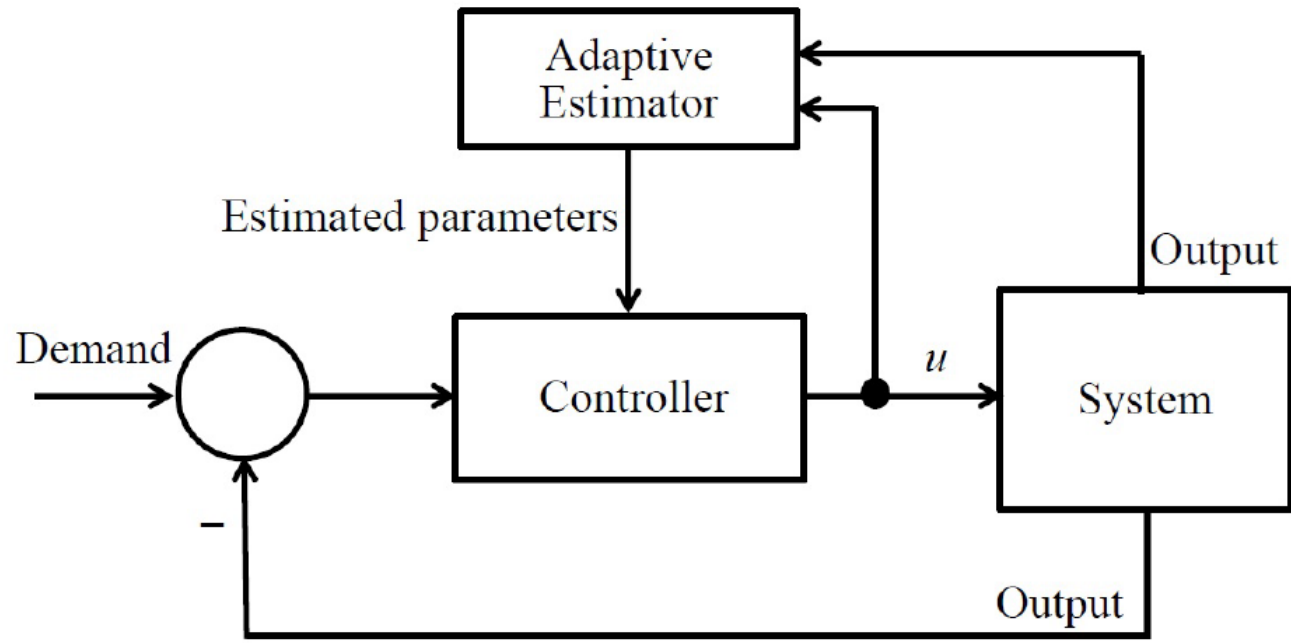 Adaptive
Estimator
Estimated parameters
Output
Demand
Controller
u
System
−
Output